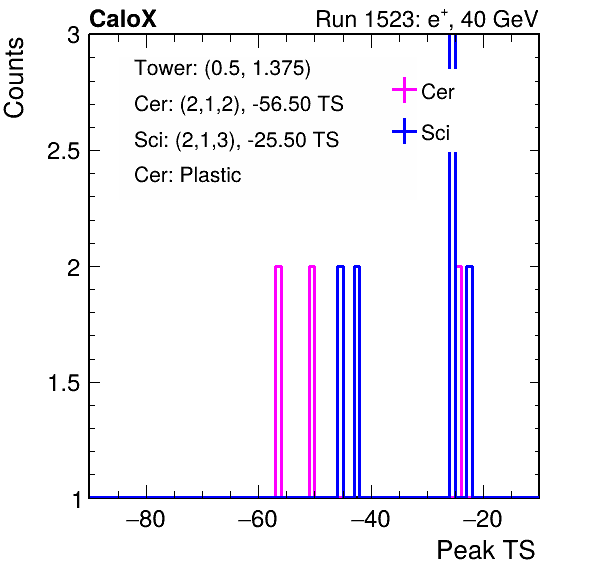 CaloX Run 1523: e+, 40 GeV
Counts
Tower: (0.5, 1.375)
Cer: (2,1,2), -56.50 TS
Sci: (2,1,3), -25.50 TS
Cer: Plastic
Cer
Sci
3
2.5
2
1.5
1
−80 −60 −40 −20
Peak TS